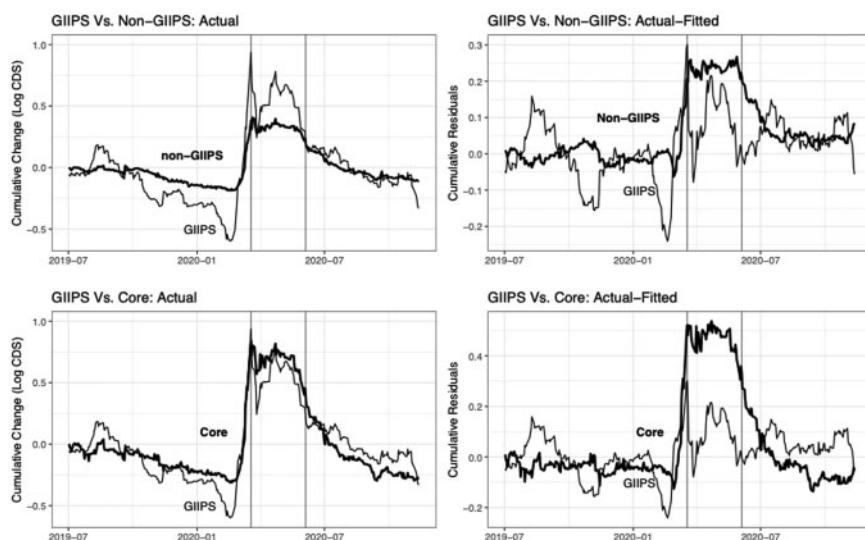 GIIPS Vs. Non-GIIPS: Actual
Cumulative Change (Log CDS)
1.0
0.5
0.0
−0.5
non-GIIPS
GIIPS
2019−07
2020−01
2020−07
GIIPS Vs. Non-GIIPS: Actual−Fitted
Cumulative Residuals
0.3
0.2
0.1
0.0
−0.1
−0.2
Non-GIIPS
GIIPS
2019−07
2020−01
2020−07
GIIPS Vs. Core: Actual
Cumulative Change (Log CDS)
1.0
0.5
0.0
−0.5
Core
GIIPS
2019−07
2020−01
2020−07
GIIPS Vs. Core: Actual−Fitted
Cumulative Residuals
0.4
0.2
0.0
−0.2
Core
GIIPS
2019−07
2020−01
2020−07